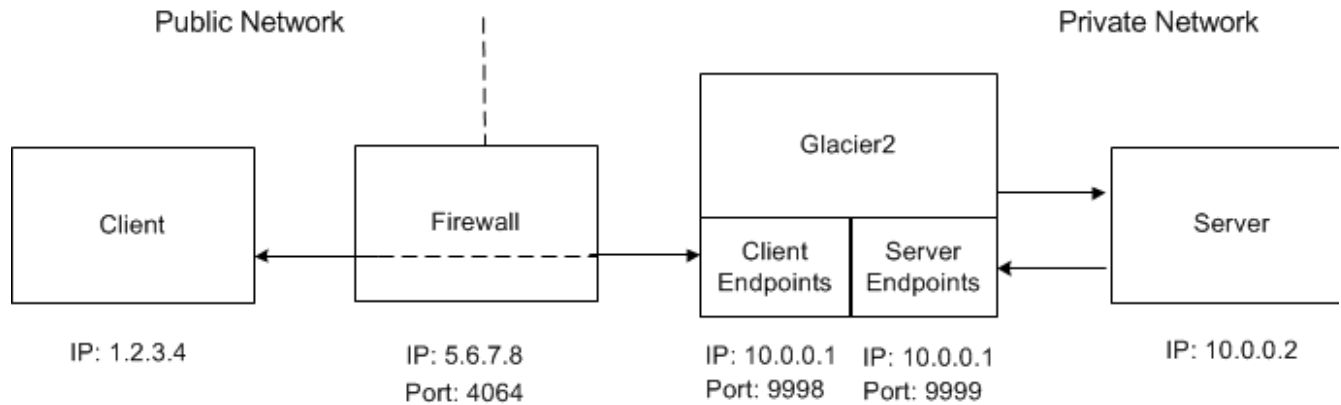 Public Network
Private Network
Client
Firewall
Glacier2
Client
Endpoints
Server
Endpoints
Server
IP: 1.2.3.4
IP: 5.6.7.8
Port: 4064
IP: 10.0.0.1
Port: 9998
IP: 10.0.0.1
Port: 9999
IP: 10.0.0.2